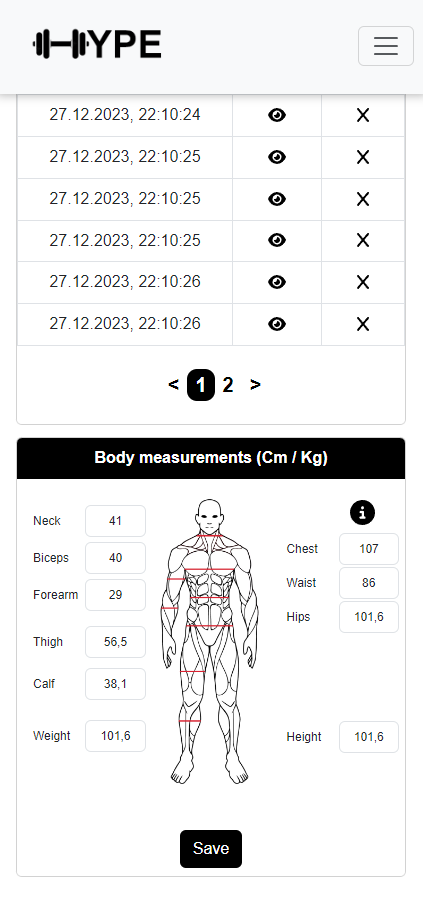 HYPE
27.12.2023, 22:10:24
27.12.2023, 22:10:25
27.12.2023, 22:10:25
27.12.2023, 22:10:25
27.12.2023, 22:10:26
27.12.2023, 22:10:26
< 1 2 >
Body measurements (Cm / Kg)
Neck 41
Biceps 40
Forearm 29
Thigh 56,5
Calf 38,1
Weight 101,6
Chest 107
Waist 86
Hips 101,6
Height 101,6
Save